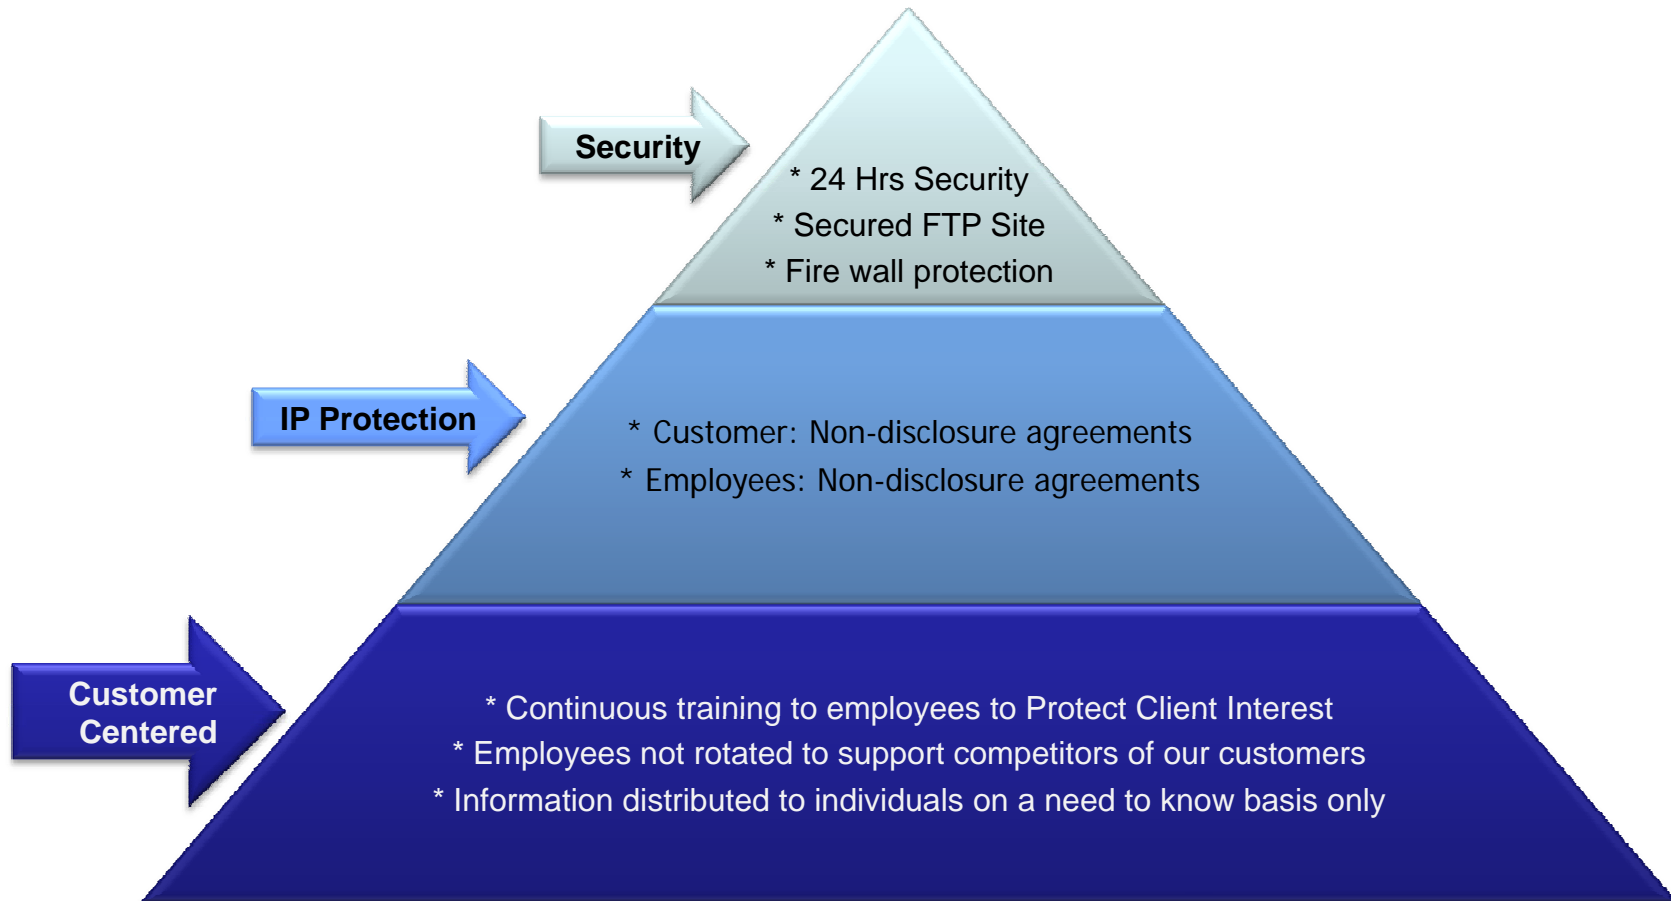 Security
* 24 Hrs Security
* Secured FTP Site
* Fire wall protection
IP Protection
* Customer: Non-disclosure agreements
* Employees: Non-disclosure agreements
Customer
Centered
* Continuous training to employees to Protect Client Interest
* Employees not rotated to support competitors of our customers
* Information distributed to individuals on a need to know basis only